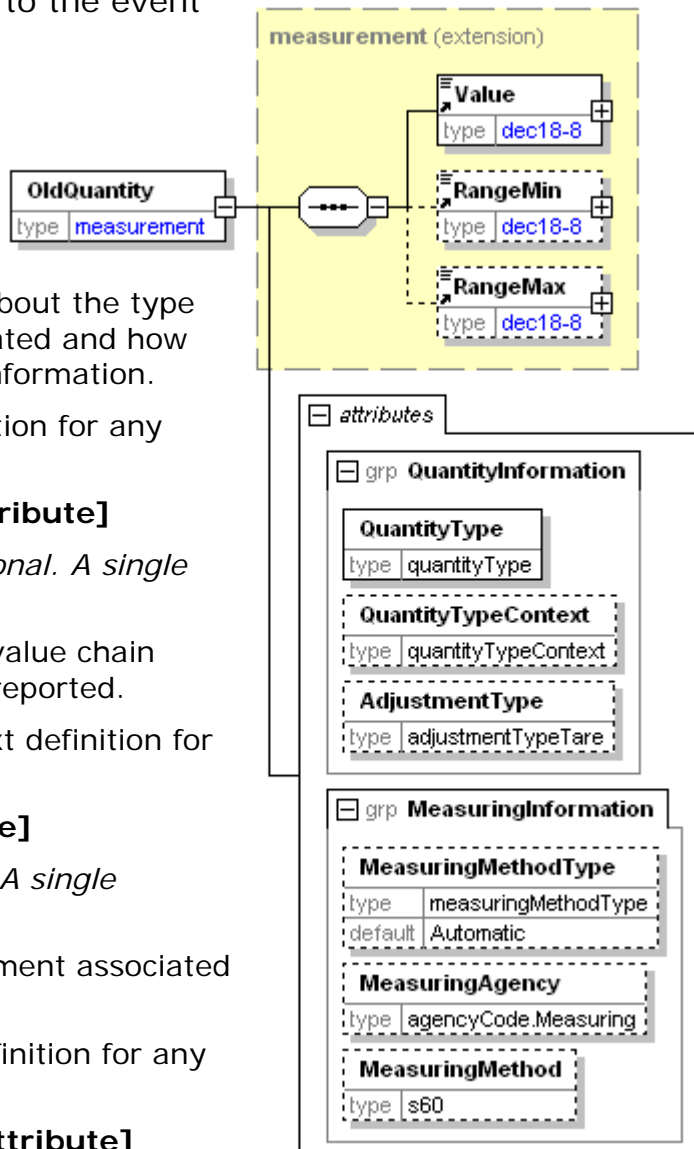 to the event
measurement (extension)
Value
type dec18-8
OldQuantity
type measurement
RangeMin
type dec18-8
RangeMax
type dec18-8
about the type
ated and how
nformation.
tion for any
attributes
grp QuantityInformation
ribute]
QuantityType
type quantityType
onal. A single
QuantityTypeContext
type quantityTypeContext
value chain
reported.
AdjustmentType
type adjustmentTypeTare
xt definition for
grp MeasuringInformation
e]
MeasuringMethodType
type measuringMethodType
default Automatic
A single
ment associated
MeasuringAgency
type agencyCode.Measuring
finition for any
MeasuringMethod
type s60
ttribute]